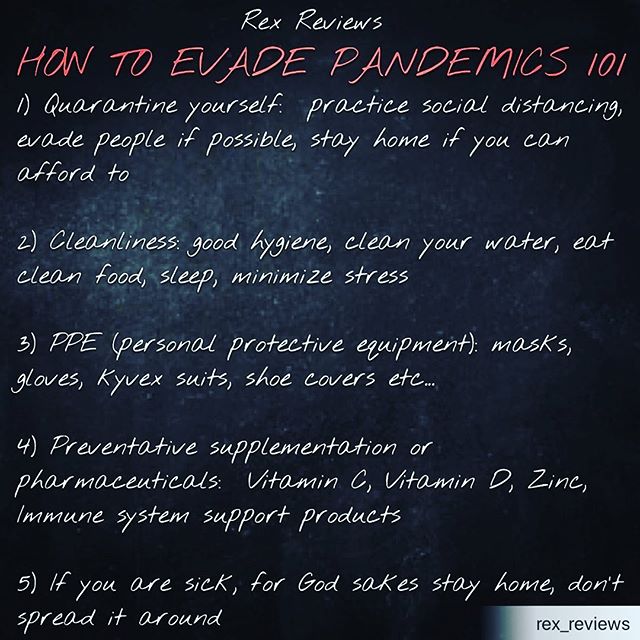 Rex Reviews
HOW TO EVADE PANDEMICS 101
1) Quarantine yourself: practice social distancing,
evade people if possible, stay home if you can
afford to
2) Cleanliness: good hygiene, clean your water, eat
clean food, sleep, minimize stress
3) PPE (personal protective equipment): masks,
gloves, Kyvex suits, shoe covers etc...
4) Preventative supplementation or
pharmaceuticals: Vitamin C, Vitamin D, Zinc,
Immune system support products
5) If you are sick, for God sakes stay home, don't
spread it around
rex_reviews